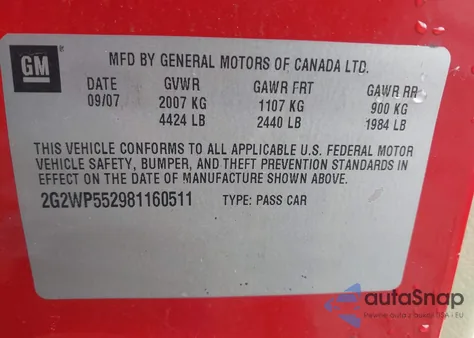 GM
MFD BY GENERAL MOTORS OF CANADA LTD.
DATE GVWR GAWR FRT GAWR RR
09/07 2007 KG 1107 KG 900 KG
4424 LB 2440 LB 1984 LB
THIS VEHICLE CONFORMS TO ALL APPLICABLE U.S. FEDERAL MOTOR
VEHICLE SAFETY, BUMPER, AND THEFT PREVENTION STANDARDS IN
EFFECT ON THE DATE OF MANUFACTURE SHOWN ABOVE.
2G2WP552981160511 TYPE: PASS CAR
autoSnap